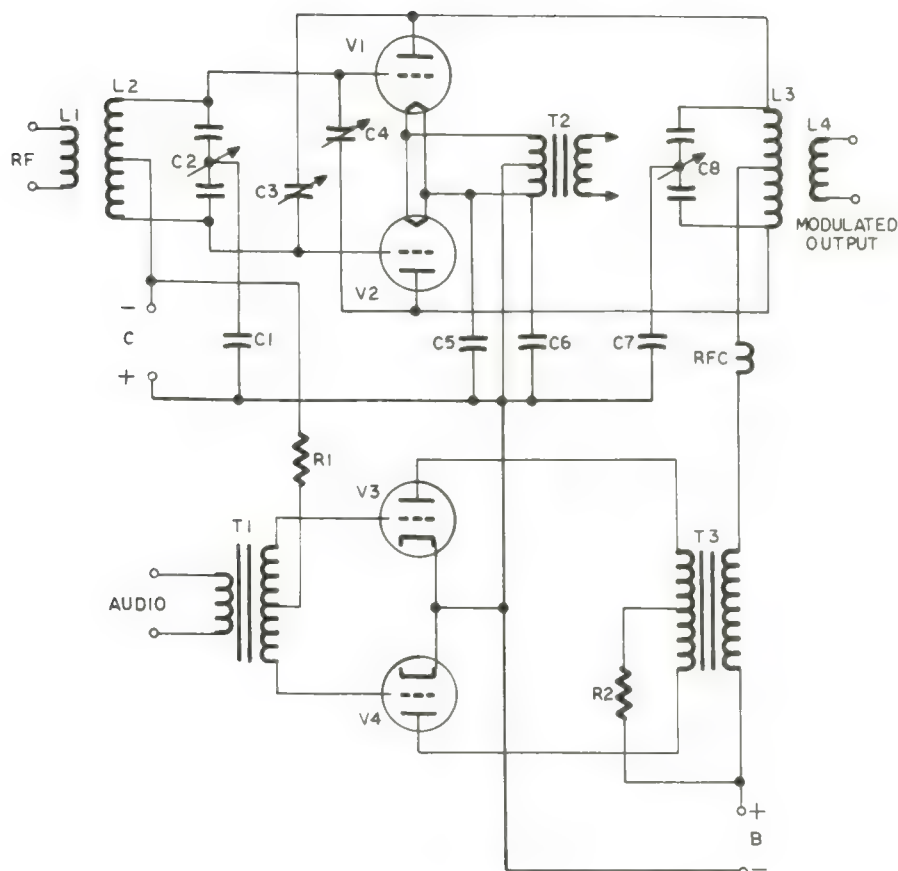 V1
L2
L1
L3
C4
T2
L4
RF
C2
C8
C3
MODULATED
OUTPUT
V2
−
C
C1
C5
C6
C7
RFC
+
R1
V3
T1
T3
AUDIO
R2
V4
+
B
−